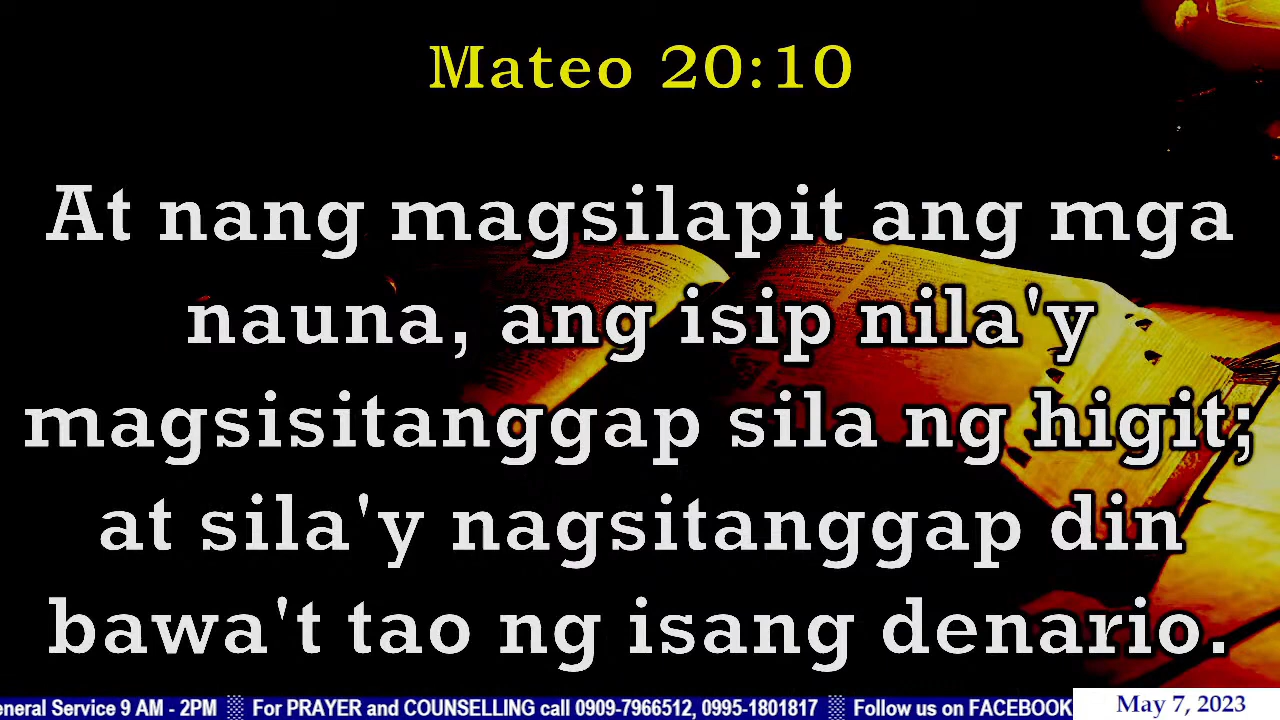 Mateo 20:10
At nang magsilapit ang mga
nauna, ang isip nila'y
magsisitanggap sila ng higit;
at sila'y nagsitanggap din
bawa't tao ng isang denario.
eneral Service 9 AM - 2PM ░ For PRAYER and COUNSELLING call 0909-7966512, 0995-1801817 ░ Follow us on FACEBOOK
May 7, 2023